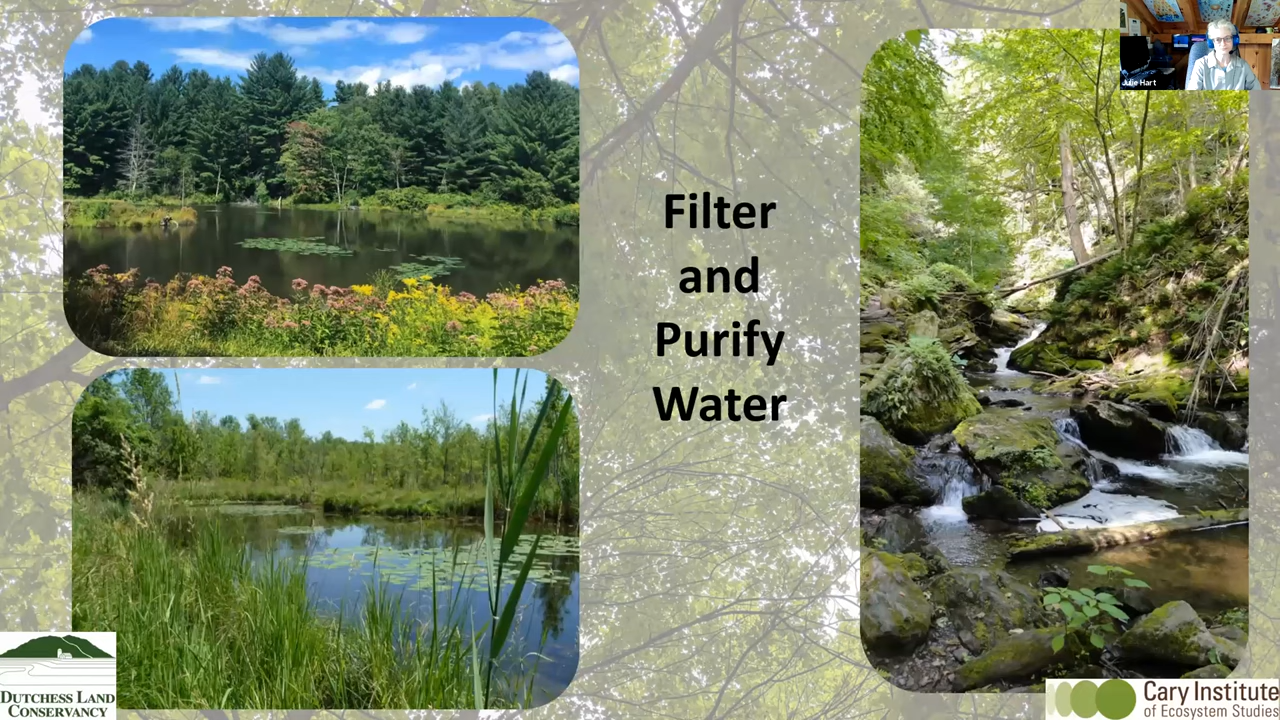 Julie Hart
Filter
and
Purify
Water
DUTCHESS LAND
CONSERVANCY
Cary Institute
of Ecosystem Studies